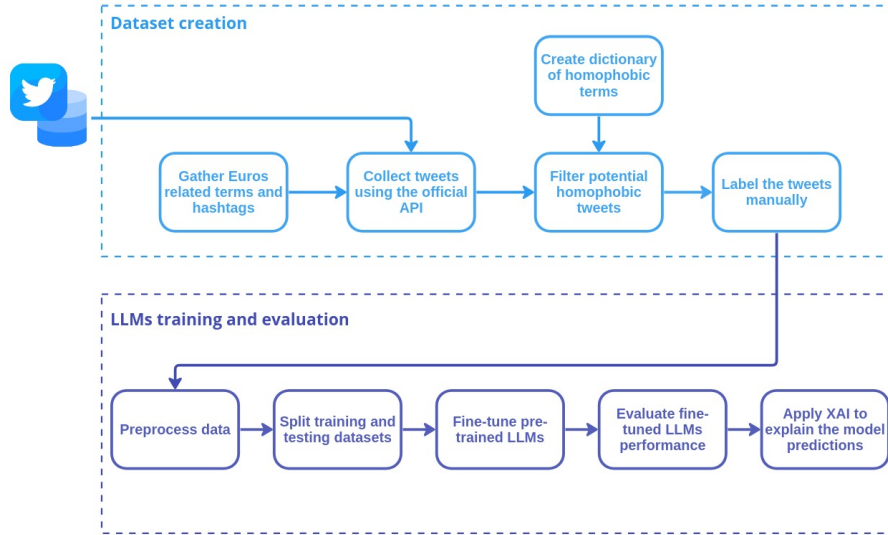 Dataset creation
Create dictionary
of homophobic
terms
Gather Euros
related terms and
hashtags
Collect tweets
using the official
API
Filter potential
homophobic
tweets
Label the tweets
manually
LLMs training and evaluation
Preprocess data
Split training and
testing datasets
Fine-tune pre-
trained LLMs
Evaluate fine-
tuned LLMs
performance
Apply XAI to
explain the model
predictions